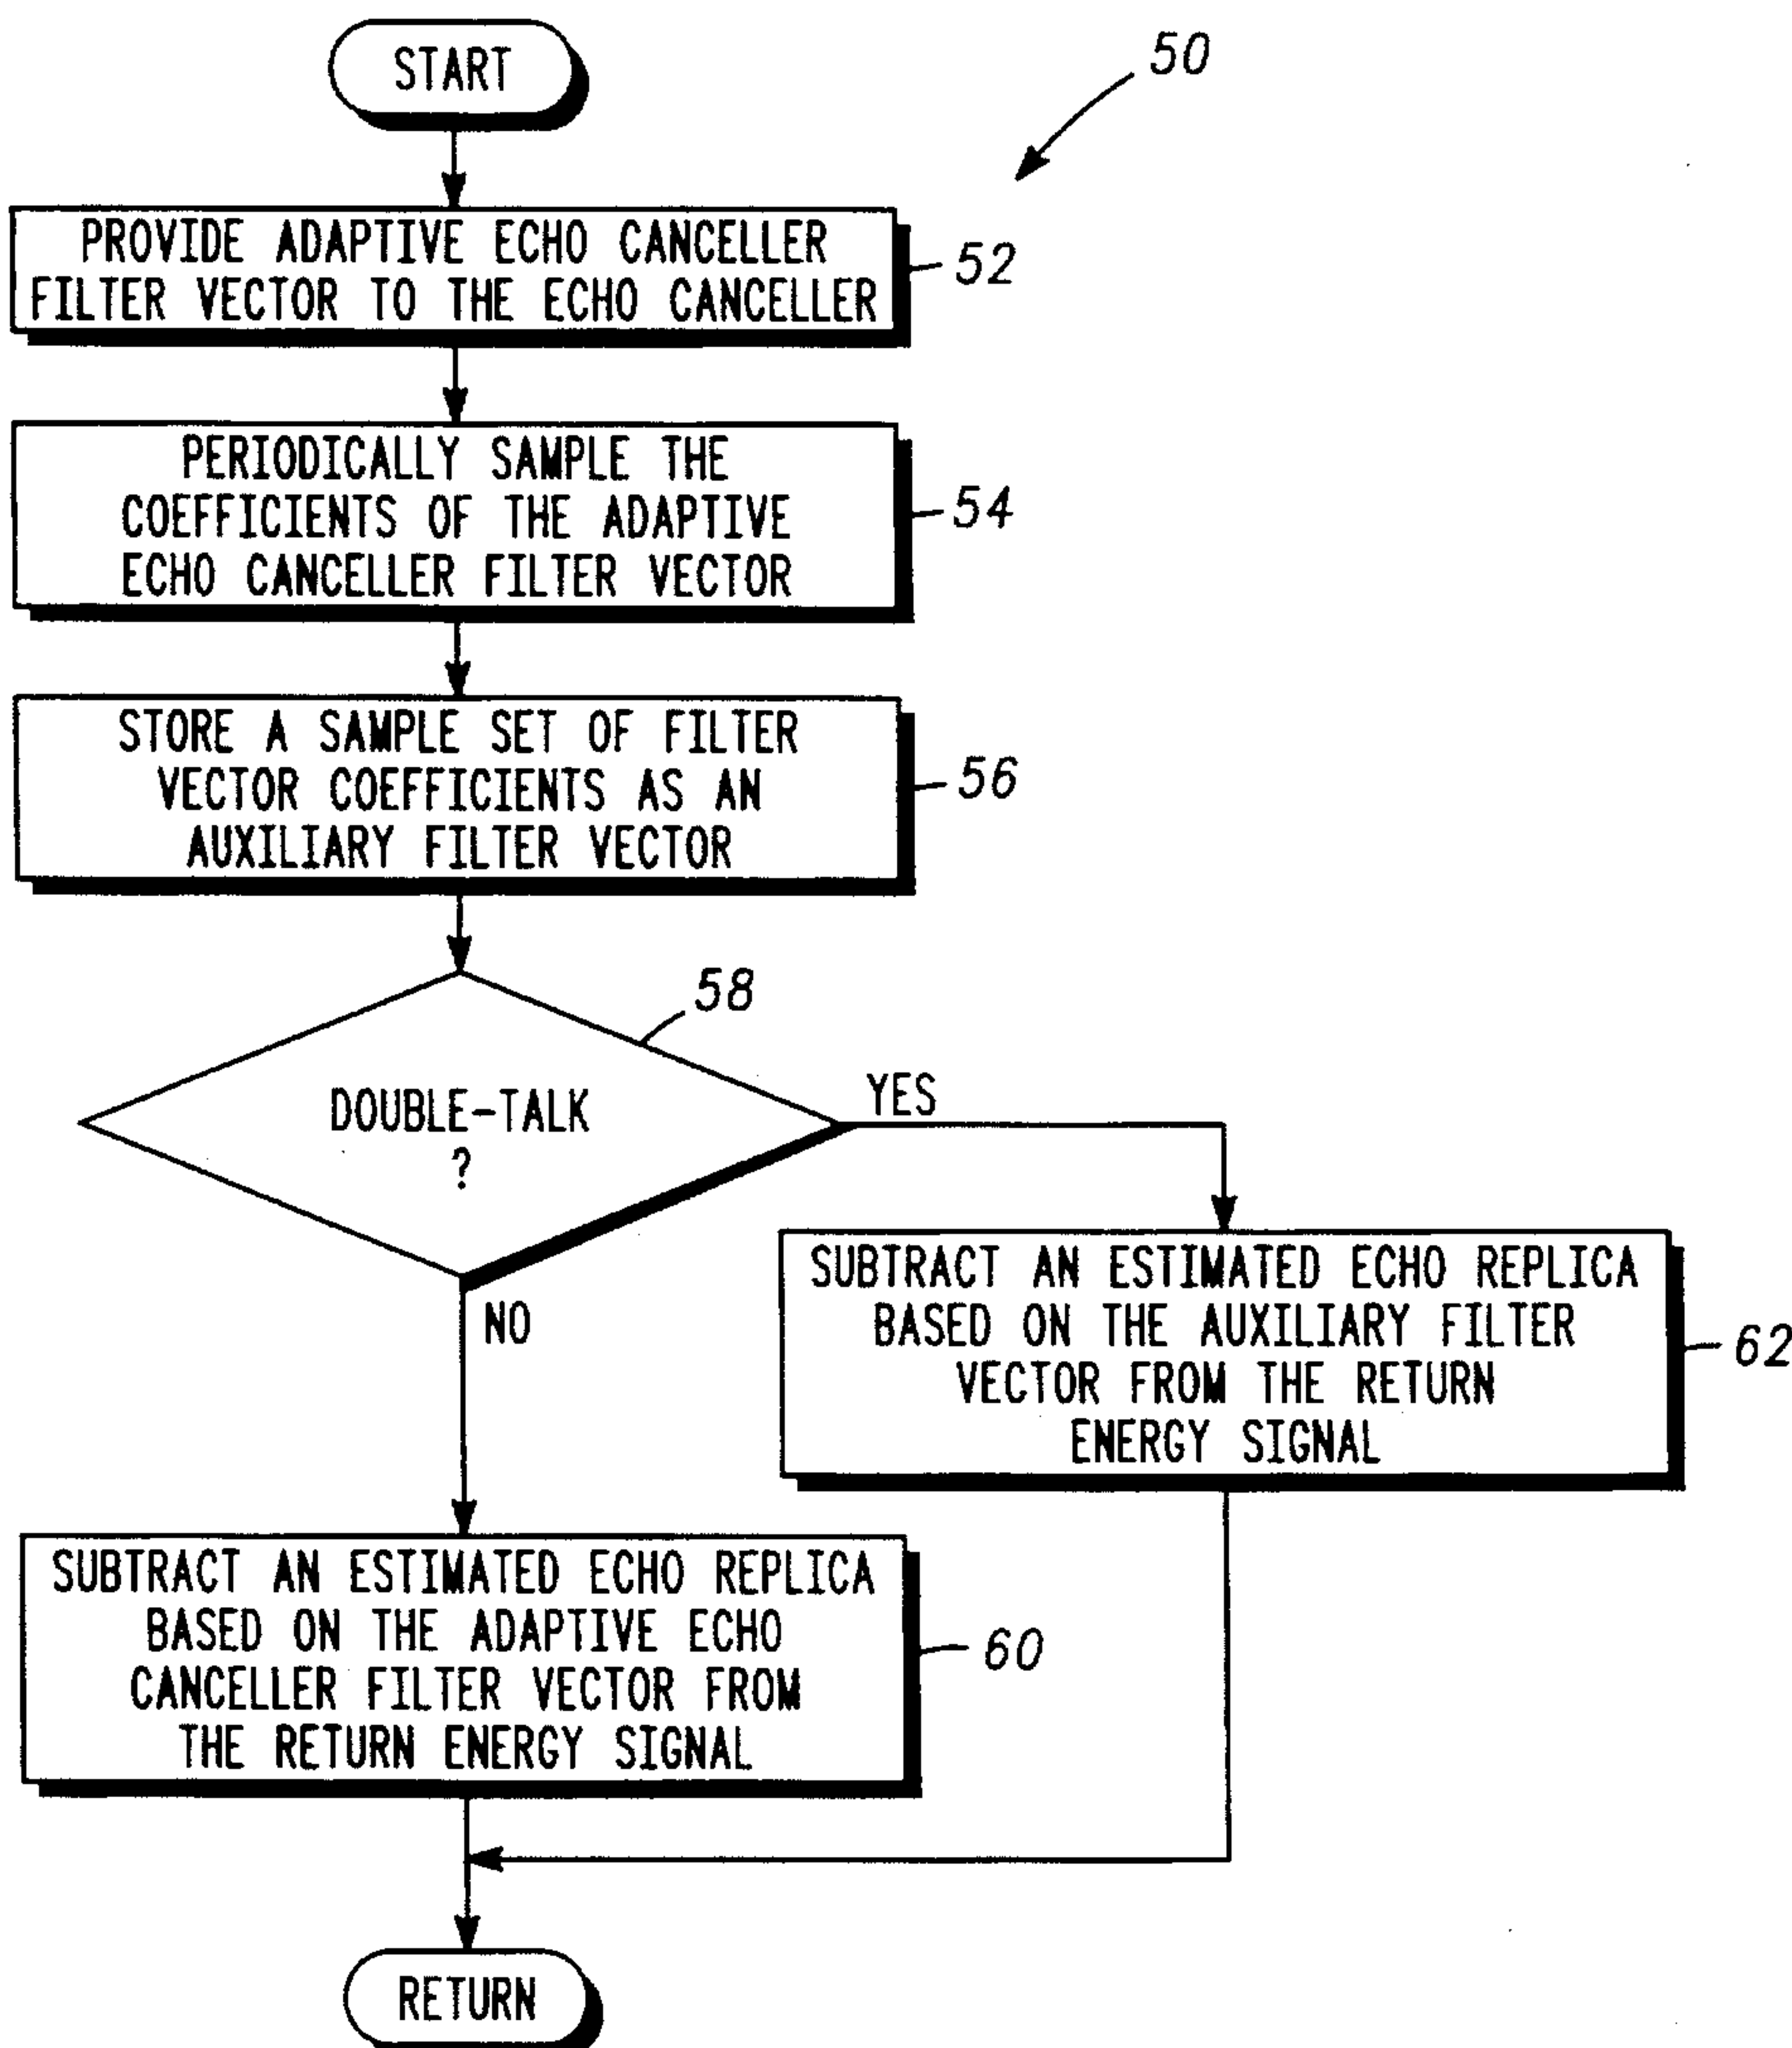 START
50
PROVIDE ADAPTIVE ECHO CANCELLER
FILTER VECTOR TO THE ECHO CANCELLER
52
PERIODICALLY SAMPLE THE
COEFFICIENTS OF THE ADAPTIVE
ECHO CANCELLER FILTER VECTOR
54
STORE A SAMPLE SET OF FILTER
VECTOR COEFFICIENTS AS AN
AUXILIARY FILTER VECTOR
56
58
DOUBLE-TALK
?
YES
NO
SUBTRACT AN ESTIMATED ECHO REPLICA
BASED ON THE AUXILIARY FILTER
VECTOR FROM THE RETURN
ENERGY SIGNAL
62
SUBTRACT AN ESTIMATED ECHO REPLICA
BASED ON THE ADAPTIVE ECHO
CANCELLER FILTER VECTOR FROM
THE RETURN ENERGY SIGNAL
60
RETURN